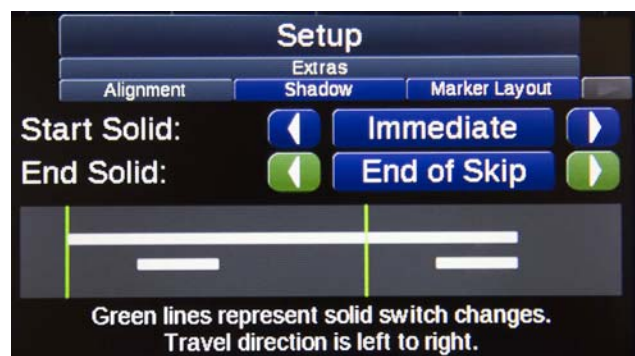 Setup
Extras
Alignment Shadow Marker Layout
Start Solid: Immediate
End Solid: End of Skip
Green lines represent solid switch changes.
Travel direction is left to right.